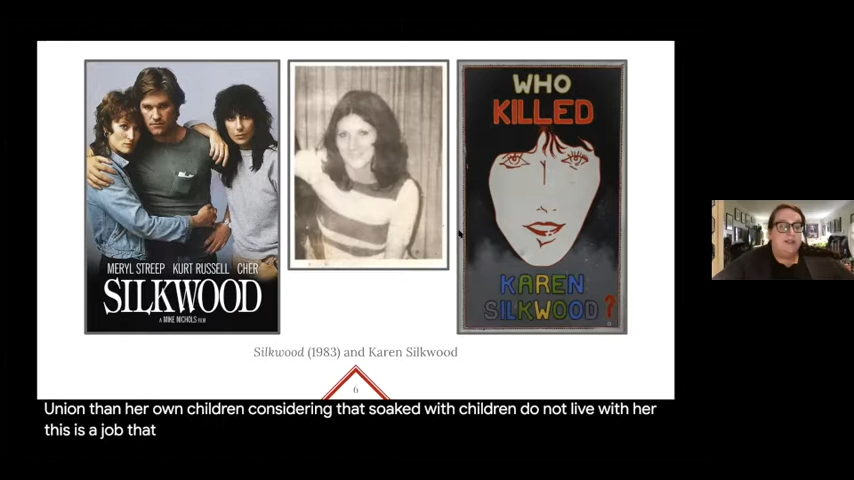 MERYL STREEP KURT RUSSELL CHER
SILKWOOD
A MIKE NICHOLS FILM
WHO
KILLED
KAREN
SILKWOOD?
Silkwood (1983) and Karen Silkwood
6
Union than her own children considering that soaked with children do not live with her
this is a job that